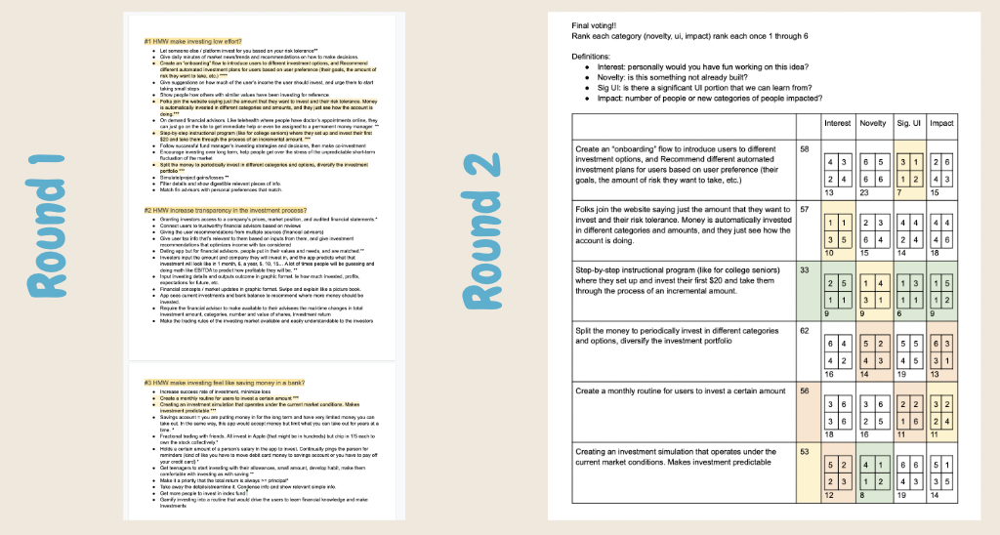 Round 1
#1 HMW make investing low effort?
● Let someone else / platform invest for you based on your risk tolerance**
● Give daily minutes of market news/trends and recommendations on how to make decisions.
● Create an "onboarding" flow to introduce users to different investment options, and Recommend
different automated investment plans for users based on user preference (their goals, the amount of
risk they want to take, etc.) ****
● Give suggestions on how much of the user's income the user should invest, and urge them to start
taking small steps
● Show people how others with similar values have been investing for reference
● Folks join the website saying just the amount that they want to invest and their risk tolerance. Money
is automatically invested in different categories and amounts, and they just see how the account is
doing.***
● On demand financial advisors. Like telehealth where people have doctor's appointments online, they
can just go on the site to get immediate help or even be assigned to a permanent money manager. **
● Step-by-step instructional program (like for college seniors) where they set up and invest their first
$20 and take them through the process of an incremental amount. ***
● Follow successful fund manager's investing strategies and decisions, then make co-investment
● Encourage investing over long term, help people get over the stress of the unpredictable short-term
fluctuation of the market
● Split the money to periodically invest in different categories and options, diversify the investment
portfolio ***
● Simulate/project gains/losses **
● Filter details and show digestible relevant pieces of info.
● Match fin advisors with personal preferences that match.
#2 HMW increase transparency in the investment process?
● Granting investors access to a company's prices, market position, and audited financial statements.*
● Connect users to trustworthy financial advisors based on reviews
● Giving the user recommendations from multiple sources (financial advisors)
● Give user tax info that's relevant to them based on inputs from them, and give investment
recommendations that optimizes income with tax considered
● Dating app but for financial advisors, people put in their values and needs, and are matched.**
● Investors input the amount and company they will invest in, and the app predicts what that
investment will look like in 1 month, 6, a year, 5, 10, 15... A lot of times people will be guessing and
doing math like EBITDA to predict how profitable they will be. **
● Input investing details and outputs outcome in graphic format. Ie how much invested, profits,
expectations for future, etc.
● Financial concepts / market updates in graphic format. Swipe and explain like a picture book.
● App sees current investments and bank balance to recommend where more money should be
invested.
● Require the financial advisor to make available to their advisees the real-time changes in total
investment amount, categories, number and value of shares, investment return
● Make the trading rules of the investing market available and easily understandable to the investors
#3 HMW make investing feel like saving money in a bank?
● Increase success rate of investment, minimize loss
● Create a monthly routine for users to invest a certain amount ***
● Creating an investment simulation that operates under the current market conditions. Makes
investment predictable ***
● Savings account = you are putting money in for the long term and have very limited money you can
take out. In the same way, this app would accept money but limit what you can take out for years at a
time. *
● Fractional trading with friends. All invest in Apple (that might be in hundreds) but chip in 1/5 each to
own the stock collectively.*
● Holds a certain amount of a person's salary in the app to invest. Continually pings the person for
reminders (kind of like you have to move debit card money to savings account or you have to pay off
your credit card) *
● Get teenagers to start investing with their allowances, small amount, develop habit, make them
comfortable with investing as with saving **
● Make it a priority that the total return is always >= principal*
● Take away the details/streamline it. Condense info and show relevant simple info.
● Get more people to invest in index fund
● Gamify investing into a routine that would drive the users to learn financial knowledge and make
investments
Round 2
Final voting!!
Rank each category (novelty, ui, impact) rank each once 1 through 6
Definitions:
● Interest: personally would you have fun working on this idea?
● Novelty: is this something not already built?
● Sig UI: is there a significant UI portion that we can learn from?
● Impact: number of people or new categories of people impacted?
Interest Novelty Sig. UI Impact
Create an "onboarding" flow to introduce users to different
investment options, and Recommend different automated
investment plans for users based on user preference (their
goals, the amount of risk they want to take, etc.)
58
4 3 6 5 3 1 2 6
2 4 6 6 1 2 4 3
13 23 7 15
Folks join the website saying just the amount that they want to
invest and their risk tolerance. Money is automatically invested
in different categories and amounts, and they just see how the
account is doing.
57
1 1 2 3 4 4 4 4
3 5 6 4 2 4 4 6
10 15 14 18
Step-by-step instructional program (like for college seniors)
where they set up and invest their first $20 and take them
through the process of an incremental amount.
33
2 5 1 4 1 3 1 5
1 1 3 1 1 1 1 2
9 9 6 9
Split the money to periodically invest in different categories
and options, diversify the investment portfolio
62
6 4 5 2 5 5 6 3
4 2 4 3 4 5 3 1
16 14 19 13
Create a monthly routine for users to invest a certain amount
56
3 6 3 6 2 2 3 2
3 6 2 5 1 6 2 4
18 16 11 11
Creating an investment simulation that operates under the
current market conditions. Makes investment predictable
53
5 2 4 1 6 6 5 1
2 3 1 2 4 3 3 5
12 8 19 14